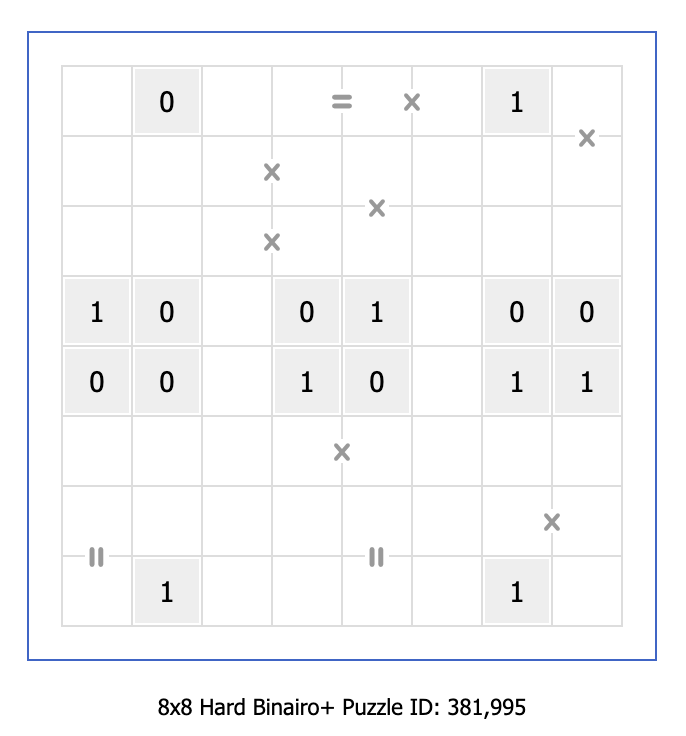 0 = × 1
×
×
×
×
1 0 0 1 0 0
0 0 1 0 1 1
×
×
= =
1 1
8x8 Hard Binairo+ Puzzle ID: 381,995